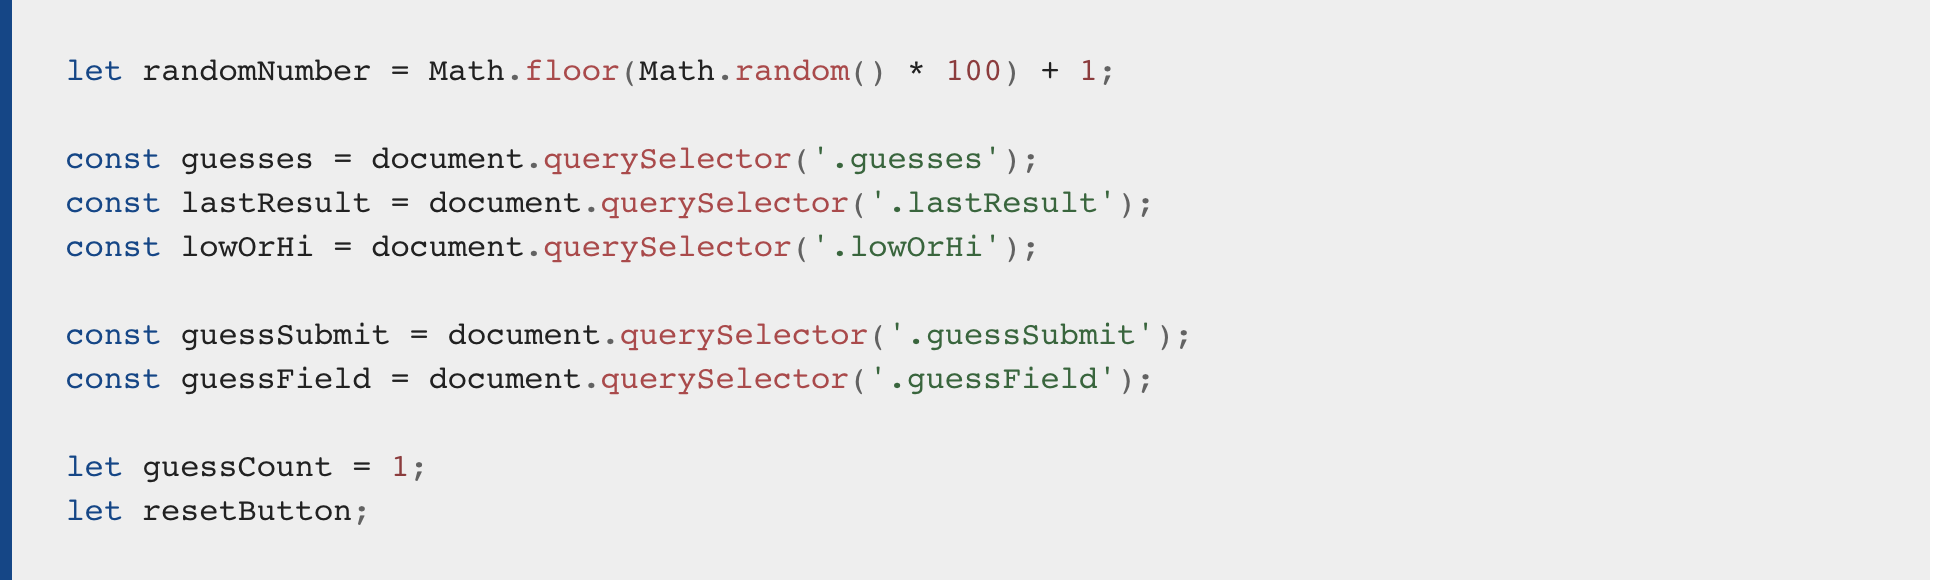 let randomNumber = Math.floor(Math.random() * 100) + 1;
const guesses = document.querySelector('.guesses');
const lastResult = document.querySelector('.lastResult');
const lowOrHi = document.querySelector('.lowOrHi');
const guessSubmit = document.querySelector('.guessSubmit');
const guessField = document.querySelector('.guessField');
let guessCount = 1;
let resetButton;